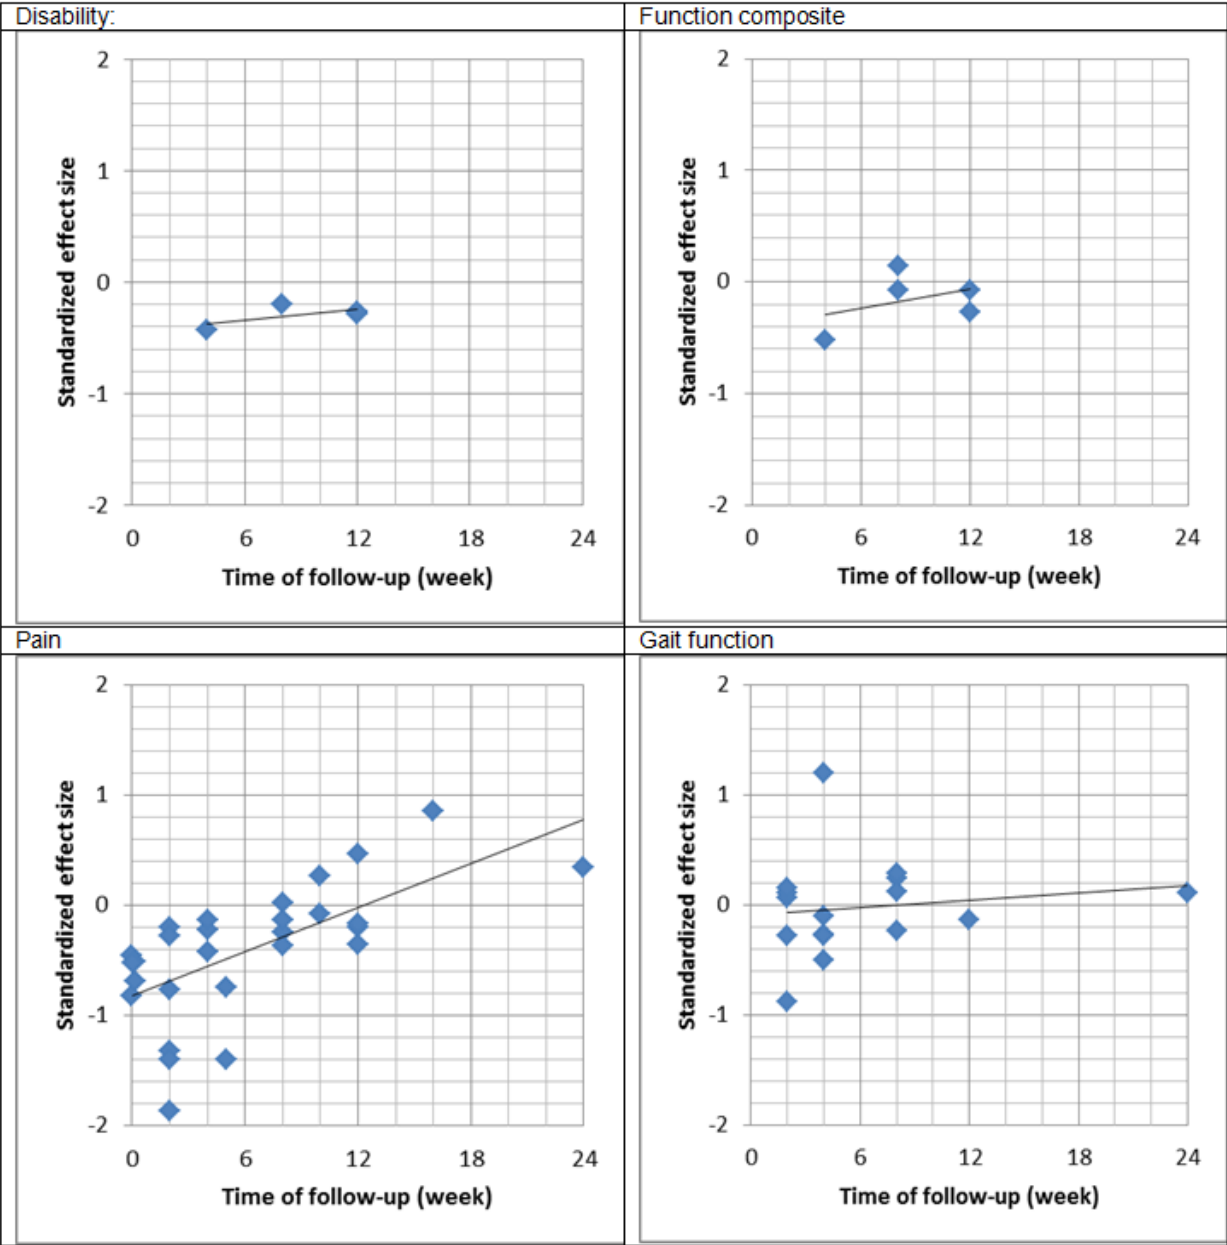 Disability:
Function composite
2
1
0
-1
-2
Standardized effect size
0 6 12 18 24
Time of follow-up (week)
2
1
0
-1
-2
Standardized effect size
0 6 12 18 24
Time of follow-up (week)
Pain
Gait function
2
1
0
-1
-2
Standardized effect size
0 6 12 18 24
Time of follow-up (week)
2
1
0
-1
-2
Standardized effect size
0 6 12 18 24
Time of follow-up (week)